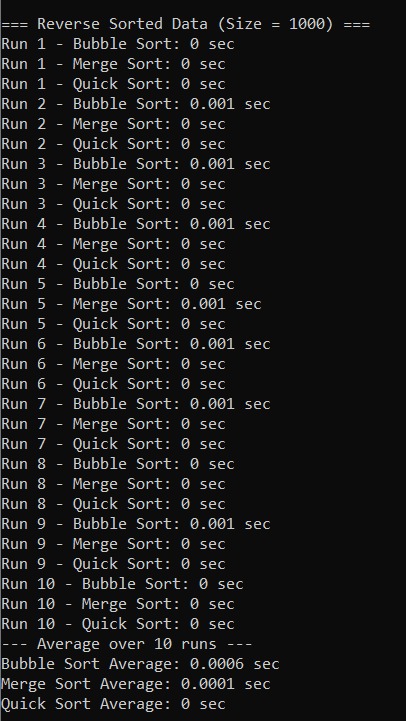 === Reverse Sorted Data (Size = 1000) ===
Run 1 - Bubble Sort: 0 sec
Run 1 - Merge Sort: 0 sec
Run 1 - Quick Sort: 0 sec
Run 2 - Bubble Sort: 0.001 sec
Run 2 - Merge Sort: 0 sec
Run 2 - Quick Sort: 0 sec
Run 3 - Bubble Sort: 0.001 sec
Run 3 - Merge Sort: 0 sec
Run 3 - Quick Sort: 0 sec
Run 4 - Bubble Sort: 0.001 sec
Run 4 - Merge Sort: 0 sec
Run 4 - Quick Sort: 0 sec
Run 5 - Bubble Sort: 0 sec
Run 5 - Merge Sort: 0.001 sec
Run 5 - Quick Sort: 0 sec
Run 6 - Bubble Sort: 0.001 sec
Run 6 - Merge Sort: 0 sec
Run 6 - Quick Sort: 0 sec
Run 7 - Bubble Sort: 0.001 sec
Run 7 - Merge Sort: 0 sec
Run 7 - Quick Sort: 0 sec
Run 8 - Bubble Sort: 0 sec
Run 8 - Merge Sort: 0 sec
Run 8 - Quick Sort: 0 sec
Run 9 - Bubble Sort: 0.001 sec
Run 9 - Merge Sort: 0 sec
Run 9 - Quick Sort: 0 sec
Run 10 - Bubble Sort: 0 sec
Run 10 - Merge Sort: 0 sec
Run 10 - Quick Sort: 0 sec
--- Average over 10 runs ---
Bubble Sort Average: 0.0006 sec
Merge Sort Average: 0.0001 sec
Quick Sort Average: 0 sec